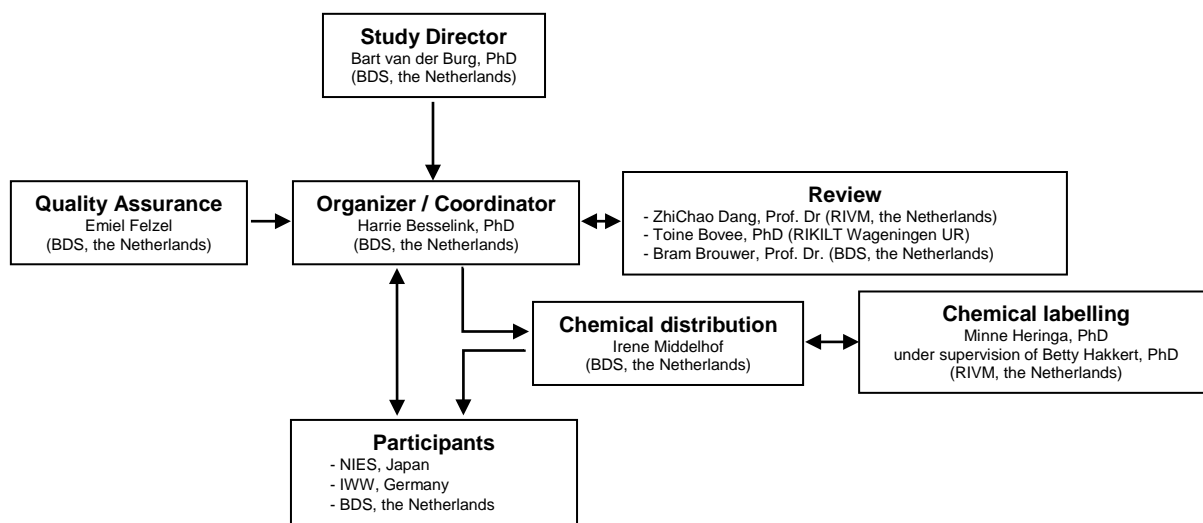 Study Director
Bart van der Burg, PhD
(BDS, the Netherlands)
Quality Assurance
Emiel Felzel
(BDS, the Netherlands)
Organizer / Coordinator
Harrie Besselink, PhD
(BDS, the Netherlands)
Review
- ZhiChao Dang, Prof. Dr (RIVM, the Netherlands)
- Toine Bovee, PhD (RIKILT Wageningen UR)
- Bram Brouwer, Prof. Dr. (BDS, the Netherlands)
Chemical distribution
Irene Middelhof
(BDS, the Netherlands)
Chemical labelling
Minne Heringa, PhD
under supervision of Betty Hakkert, PhD
(RIVM, the Netherlands)
Participants
- NIES, Japan
- IWW, Germany
- BDS, the Netherlands